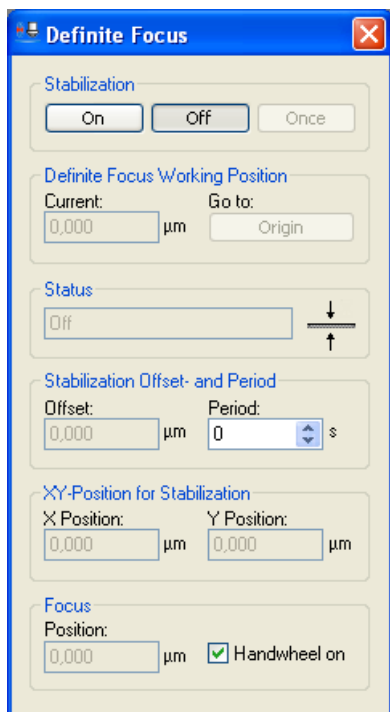 Definite Focus
Stabilization
On Off Once
Definite Focus Working Position
Current: Go to:
0,000 µm Origin
Status
Off
Stabilization Offset- and Period
Offset: Period:
0,000 µm 0 s
XY-Position for Stabilization
X Position: Y Position:
0,000 µm 0,000 µm
Focus
Position:
0,000 µm Handwheel on